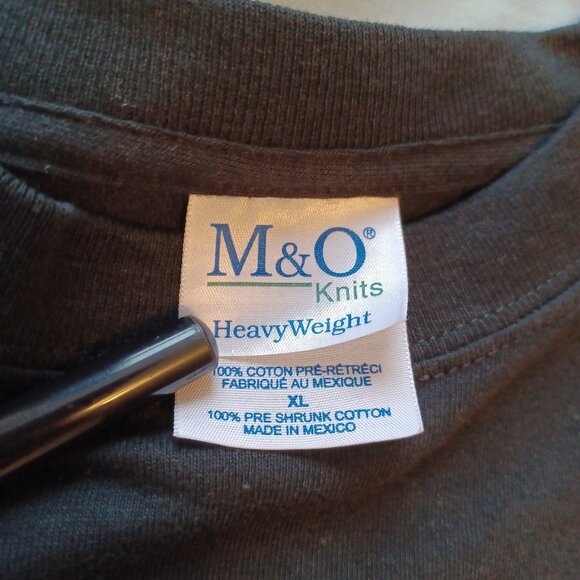 M&O®
Knits
HeavyWeight
100% COTON PRÉ-RÉTRÉCI
FABRIQUÉ AU MEXIQUE
XL
100% PRE SHRUNK COTTON
MADE IN MEXICO